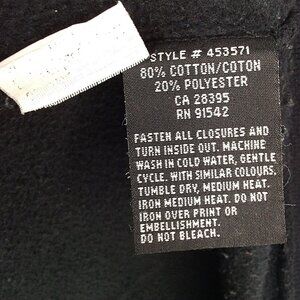 STYLE # 453571
80% COTTON/COTON
20% POLYESTER
CA 28395
RN 91542
FASTEN ALL CLOSURES AND
TURN INSIDE OUT. MACHINE
WASH IN COLD WATER, GENTLE
CYCLE. WITH SIMILAR COLOURS.
TUMBLE DRY, MEDIUM HEAT.
IRON MEDIUM HEAT. DO NOT
IRON OVER PRINT OR
EMBELLISHMENT.
DO NOT BLEACH.